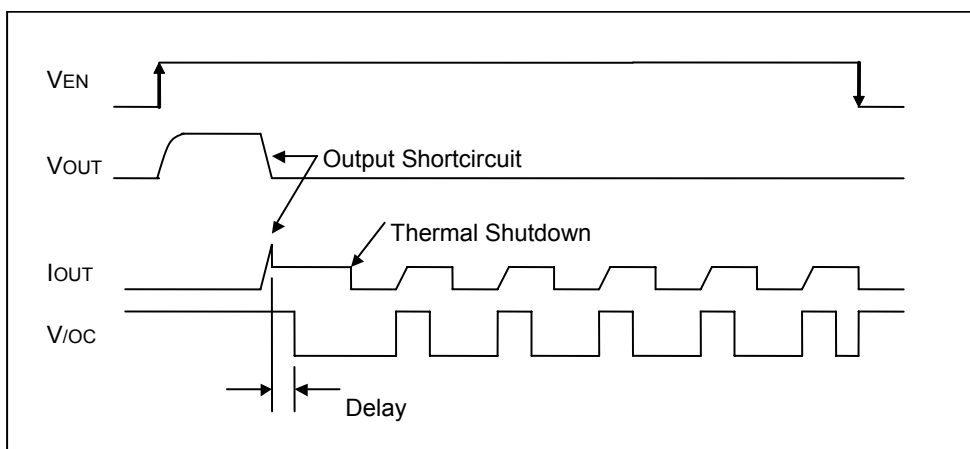 VEN
VOUT
Output Shortcircuit
Thermal Shutdown
IOUT
V/OC
Delay